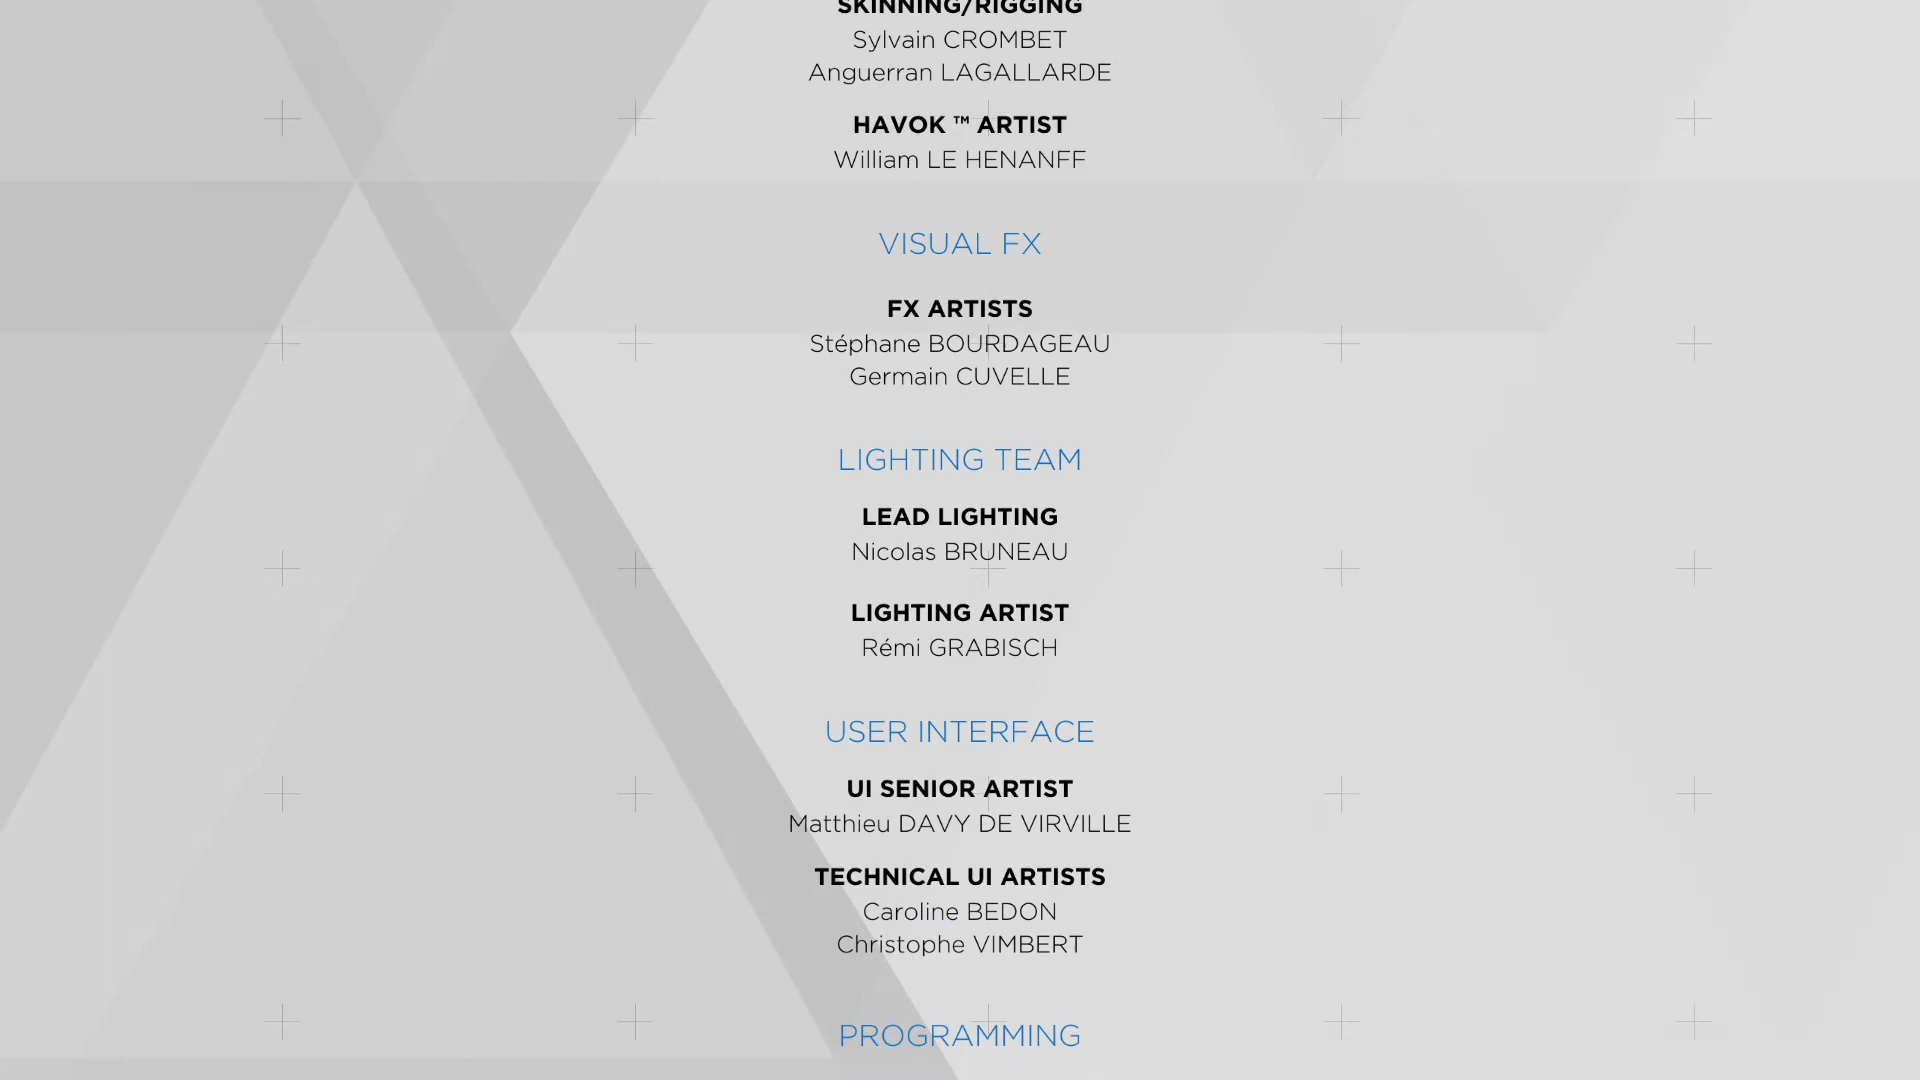 SKINNING/RIGGING
Sylvain CROMBET
Anguerran LAGALLARDE
HAVOK ™ ARTIST
William LE HENANFF
VISUAL FX
FX ARTISTS
Stéphane BOURDAGEAU
Germain CUVELLE
LIGHTING TEAM
LEAD LIGHTING
Nicolas BRUNEAU
LIGHTING ARTIST
Rémi GRABISCH
USER INTERFACE
UI SENIOR ARTIST
Matthieu DAVY DE VIRVILLE
TECHNICAL UI ARTISTS
Caroline BEDON
Christophe VIMBERT
PROGRAMMING